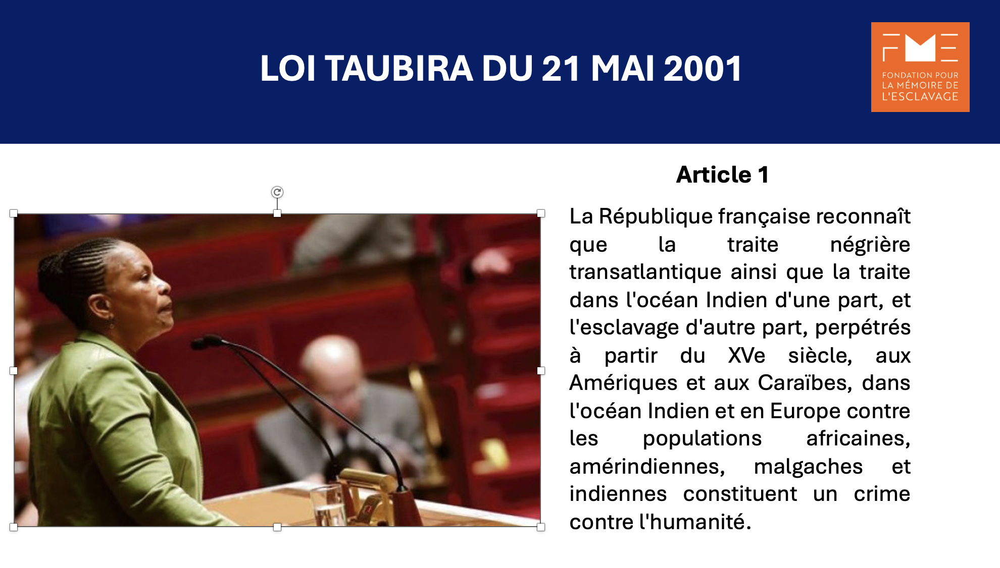 LOI TAUBIRA DU 21 MAI 2001
FME
FONDATION POUR
LA MÉMOIRE DE
L'ESCLAVAGE
Article 1
La République française reconnaît
que la traite négrière
transatlantique ainsi que la traite
dans l'océan Indien d'une part, et
l'esclavage d'autre part, perpétrés
à partir du XVe siècle, aux
Amériques et aux Caraïbes, dans
l'océan Indien et en Europe contre
les populations africaines,
amérindiennes, malgaches et
indiennes constituent un crime
contre l'humanité.